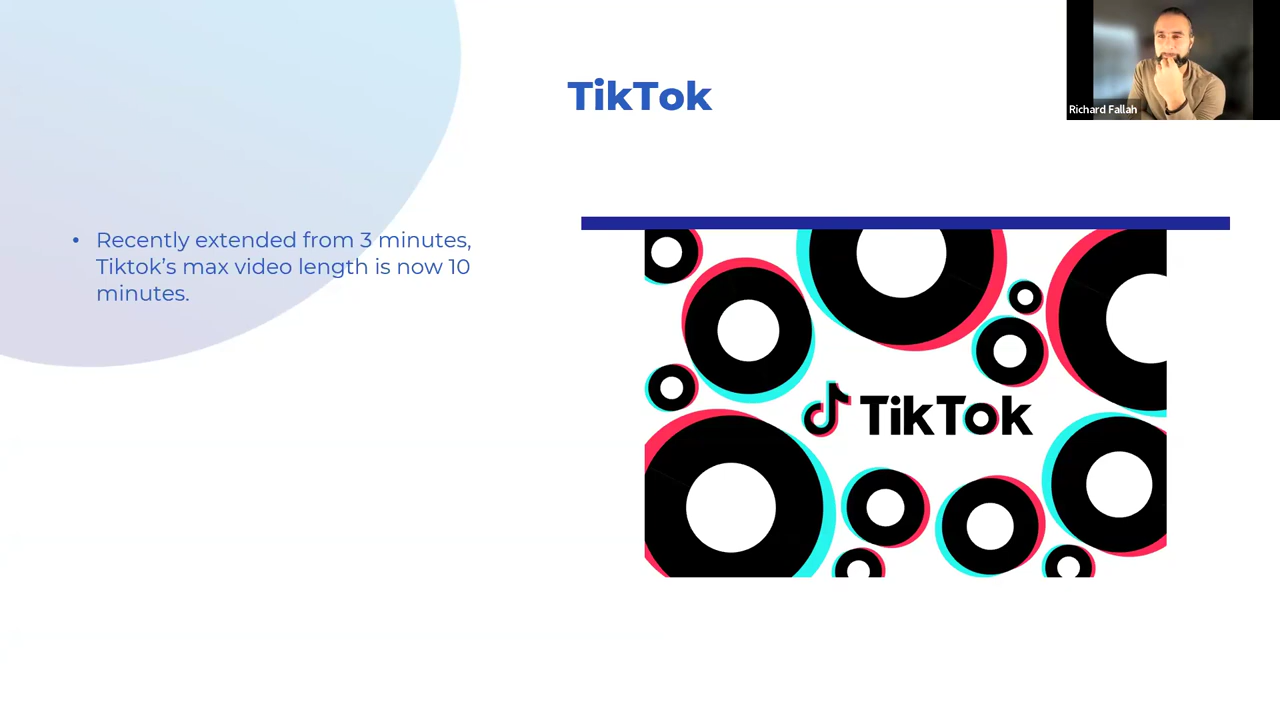 TikTok
Richard Fallah
• Recently extended from 3 minutes,
Tiktok’s max video length is now 10
minutes.
TikTok